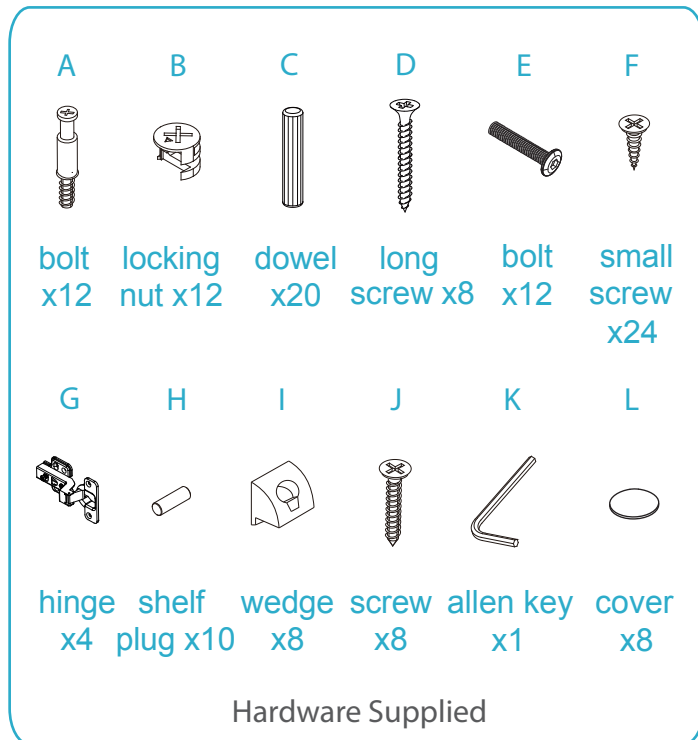 A B C D E F
bolt locking dowel long bolt small
x12 nut x12 x20 screw x8 x12 screw
x24
G H I J K L
hinge shelf wedge screw allen key cover
x4 plug x10 x8 x8 x1 x8
Hardware Supplied